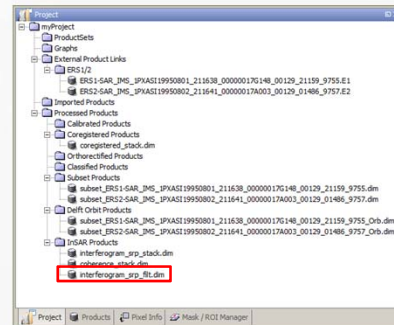 Project
myProject
ProductSets
Graphs
External Product Links
ERS1/2
ERS1-SAR_IMS_1PXASI19950801_211638_00000017G148_00129_21159_9755.E1
ERS2-SAR_IMS_1PXASI19950802_211641_00000017A003_00129_01486_9757.E2
Imported Products
Processed Products
Calibrated Products
Coregistered Products
coregistered_stack.dim
Orthorectified Products
Classified Products
Subset Products
subset_ERS1-SAR_IMS_1PXASI19950801_211638_00000017G148_00129_21159_9755.dim
subset_ERS2-SAR_IMS_1PXASI19950802_211641_00000017A003_00129_01486_9757.dim
Delft Orbit Products
subset_ERS1-SAR_IMS_1PXASI19950801_211638_00000017G148_00129_21159_9755_Orb.dim
subset_ERS2-SAR_IMS_1PXASI19950802_211641_00000017A003_00129_01486_9757_Orb.dim
InSAR Products
interferogram_srp_stack.dim
coherence_stack.dim
interferogram_srp_filt.dim
Project Products Pixel Info Mask / ROI Manager